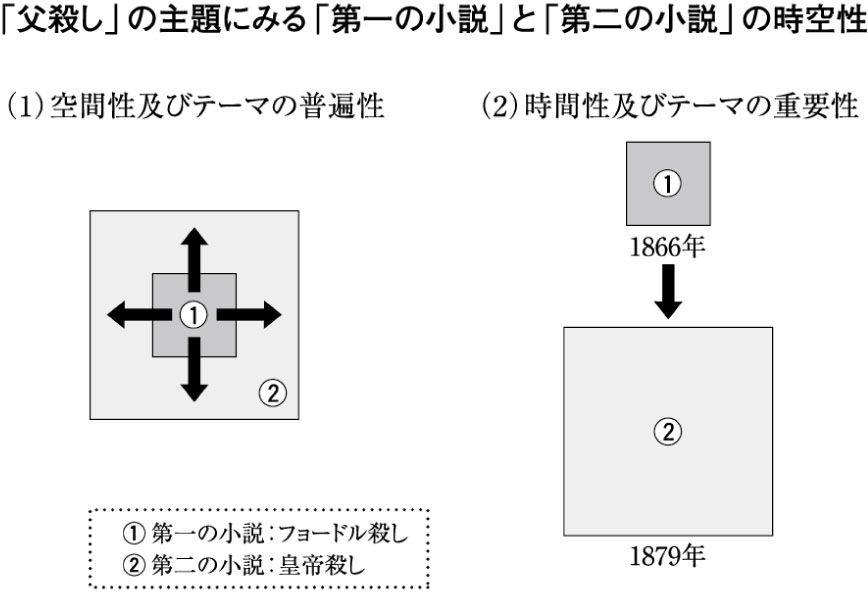 「父殺し」の主題にみる「第一の小説」と「第二の小説」の時空性
（1）空間性及びテーマの普遍性
①
②
（2）時間性及びテーマの重要性
①
1866年
②
1879年
① 第一の小説：フョードル殺し
② 第二の小説：皇帝殺し